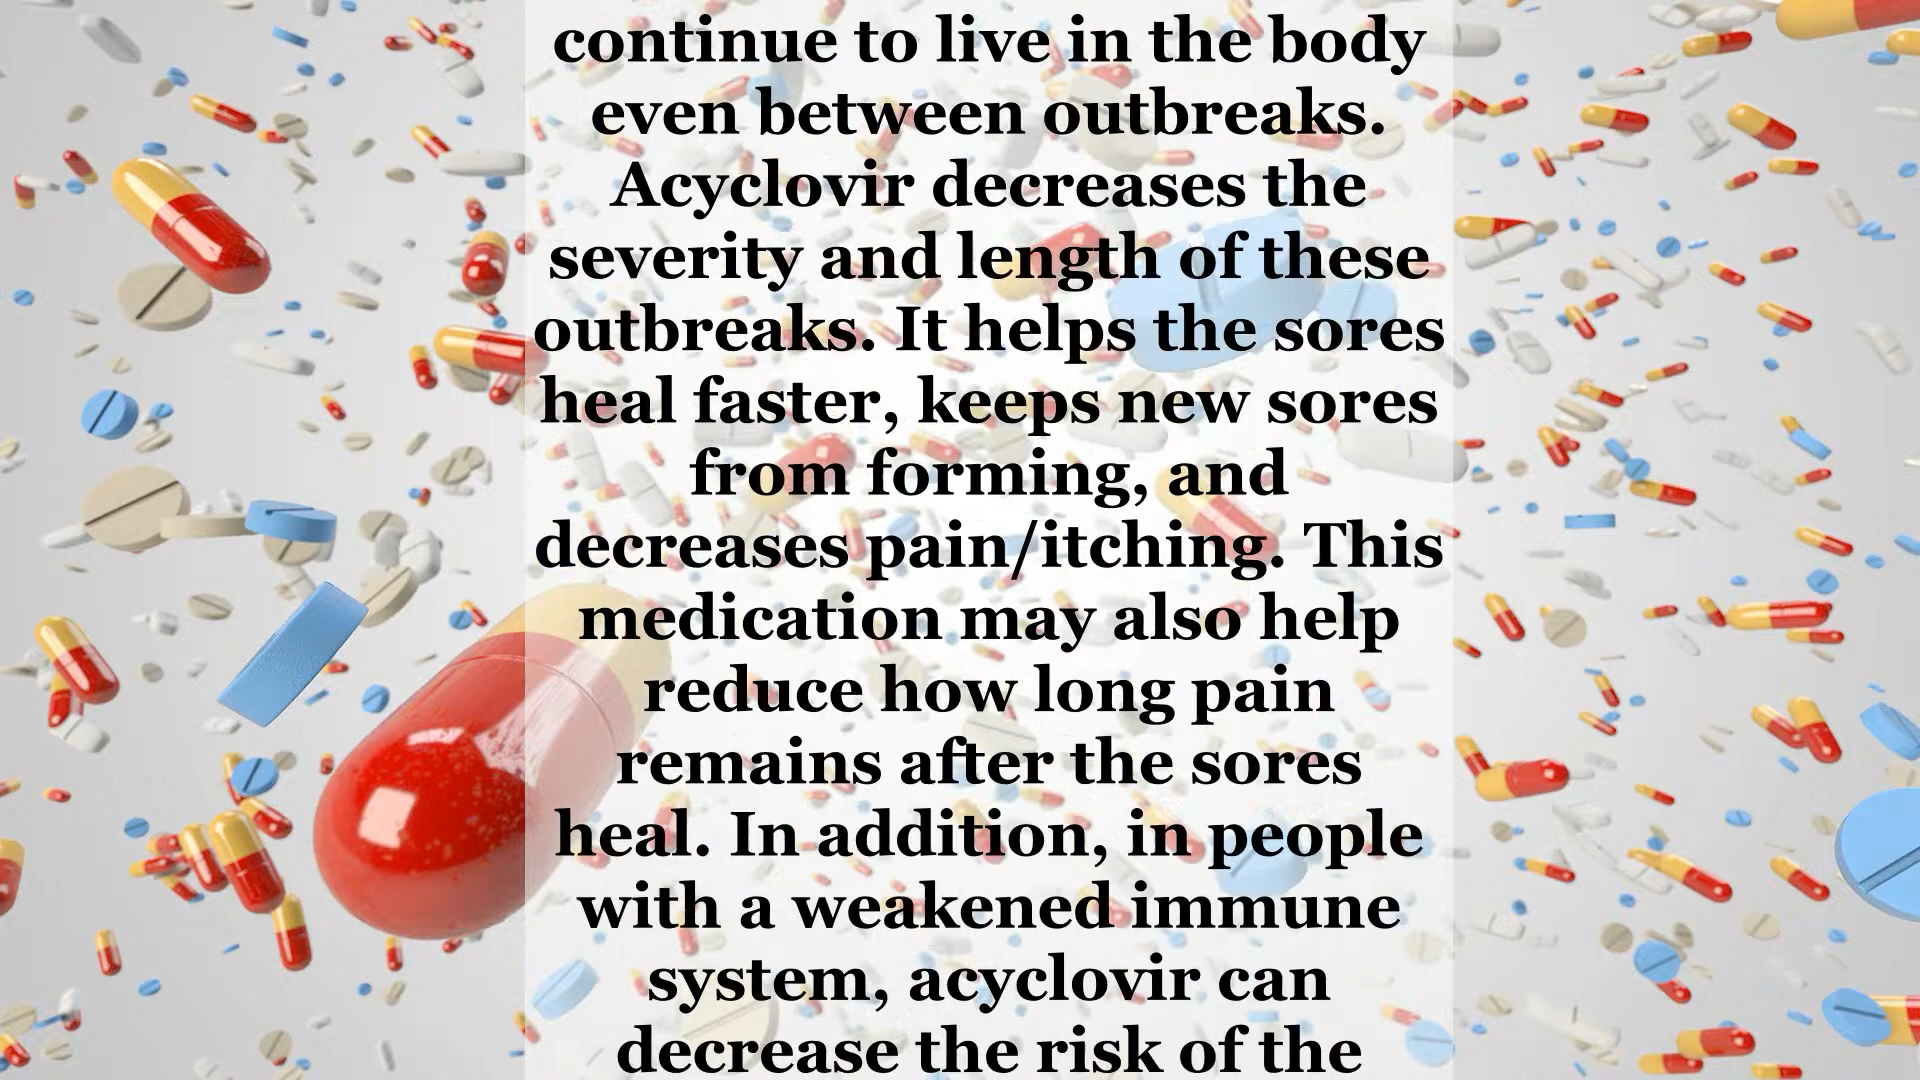 continue to live in the body
even between outbreaks.
Acyclovir decreases the
severity and length of these
outbreaks. It helps the sores
heal faster, keeps new sores
from forming, and
decreases pain/itching. This
medication may also help
reduce how long pain
remains after the sores
heal. In addition, in people
with a weakened immune
system, acyclovir can
decrease the risk of the